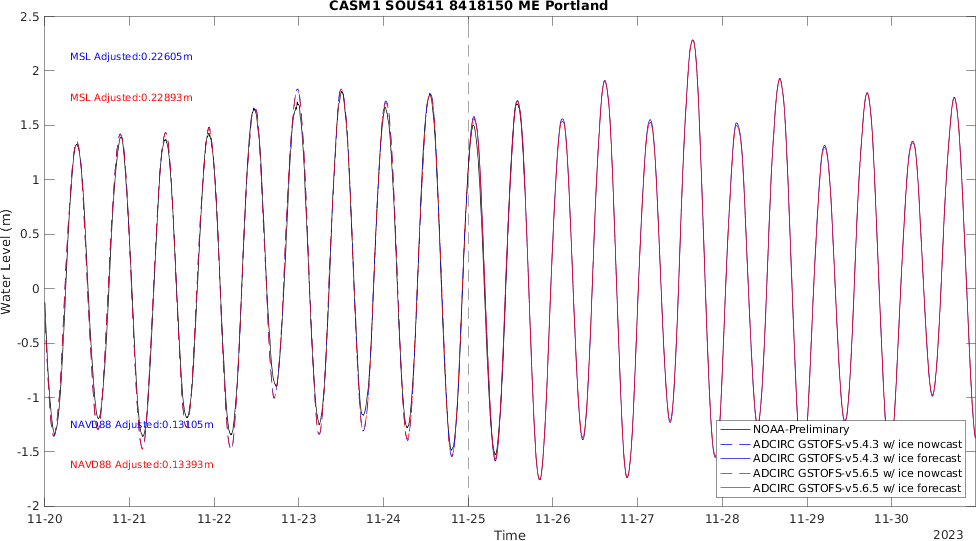 CASM1 SOUS41 8418150 ME Portland
2.5
2
1.5
1
0.5
0
-0.5
-1
-1.5
-2
Water Level (m)
MSL Adjusted:0.22605m
MSL Adjusted:0.22893m
NAVD88 Adjusted:0.13105m
NAVD88 Adjusted:0.13393m
NOAA-Preliminary
ADCIRC GSTOFS-v5.4.3 w/ ice nowcast
ADCIRC GSTOFS-v5.4.3 w/ ice forecast
ADCIRC GSTOFS-v5.6.5 w/ ice nowcast
ADCIRC GSTOFS-v5.6.5 w/ ice forecast
11-20 11-21 11-22 11-23 11-24 11-25 11-26 11-27 11-28 11-29 11-30
Time
2023